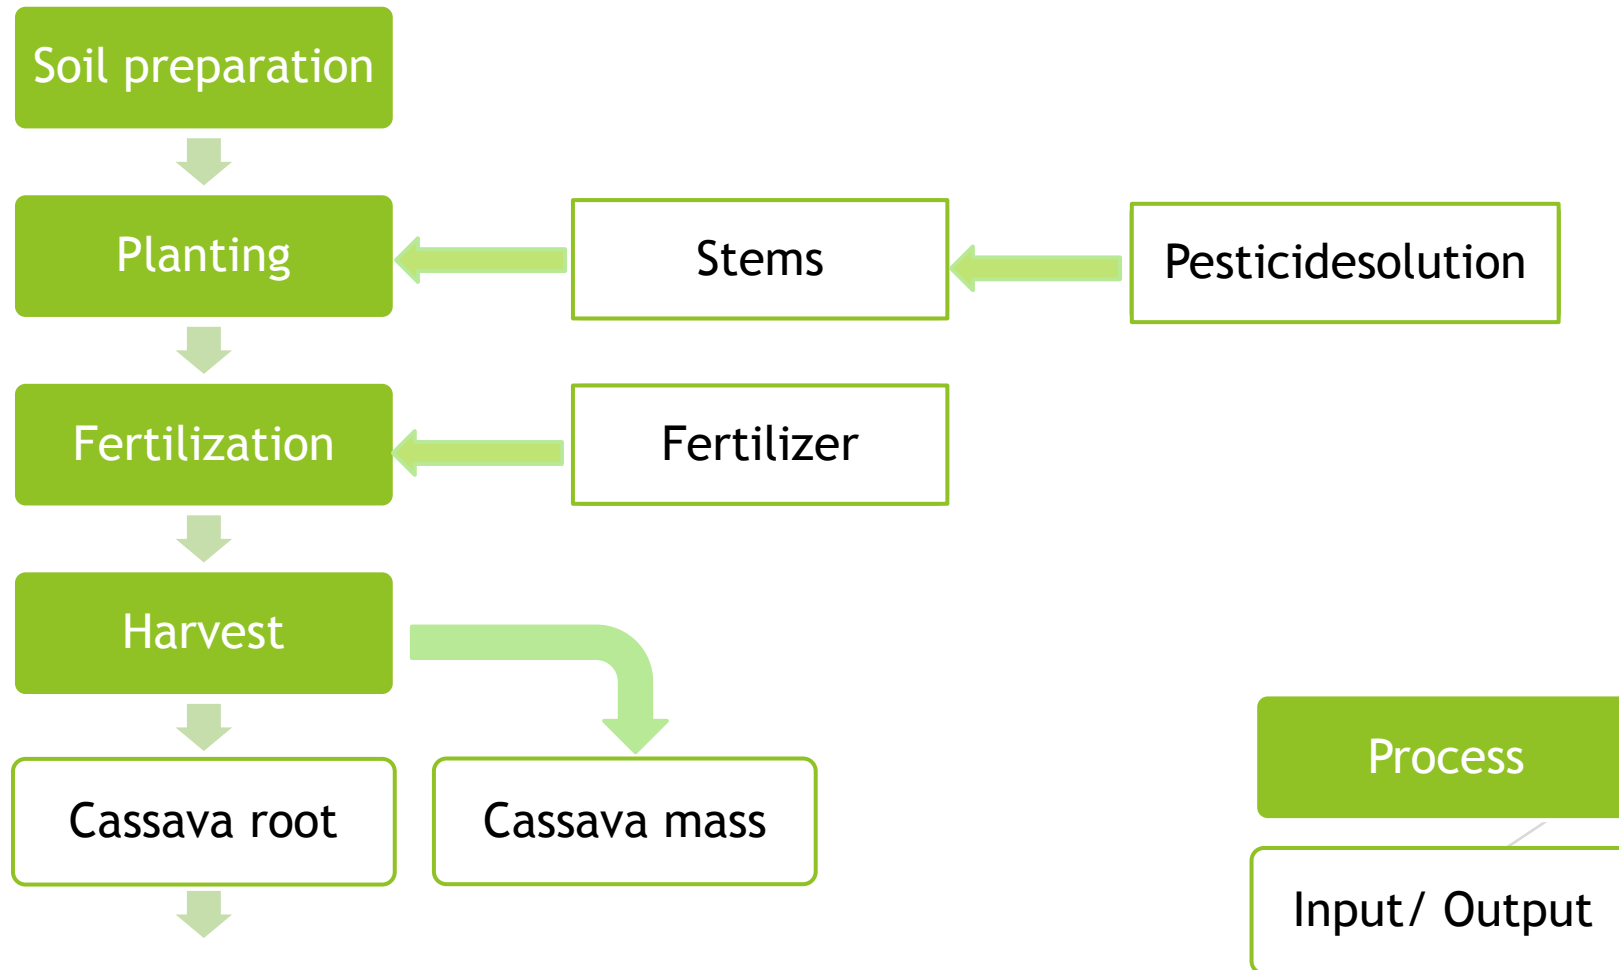 Soil preparation
Planting
Stems
Pesticidesolution
Fertilization
Fertilizer
Harvest
Cassava root
Cassava mass
Process
Input/ Output